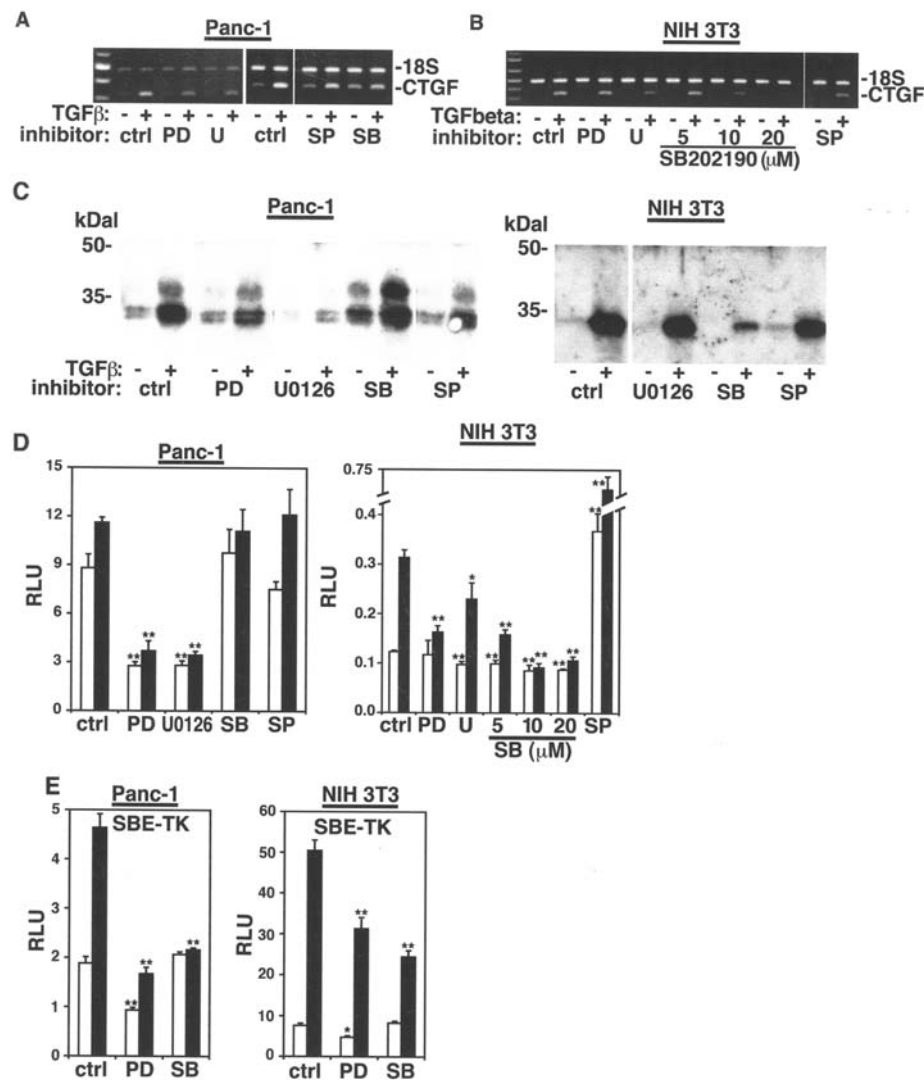 A
Panc-1
-18S
-CTGF
TGFβ: - + - + - + - + - + - +
inhibitor: ctrl PD U ctrl SP SB
B
NIH 3T3
-18S
-CTGF
TGFbeta: - + - + - + - + - + - + - +
inhibitor: ctrl PD U 5 10 20 SP
SB202190 (μM)
C
Panc-1
kDal
50-
35-
TGFβ: - + - + - + - + - +
inhibitor: ctrl PD U0126 SB SP
NIH 3T3
kDal
50-
35-
- + - + - + - +
ctrl U0126 SB SP
D
Panc-1
RLU
15
12
9
6
3
0
** ** ** **
ctrl PD U0126 SB SP
NIH 3T3
RLU
0.75
0.4
0.3
0.2
0.1
0.0
** ** * ** ** ** ** ** ** ** **
ctrl PD U 5 10 20 SP
SB (μM)
E
Panc-1
SBE-TK
RLU
5
4
3
2
1
0
** ** **
ctrl PD SB
NIH 3T3
SBE-TK
RLU
60
50
40
30
20
10
0
* ** **
ctrl PD SB